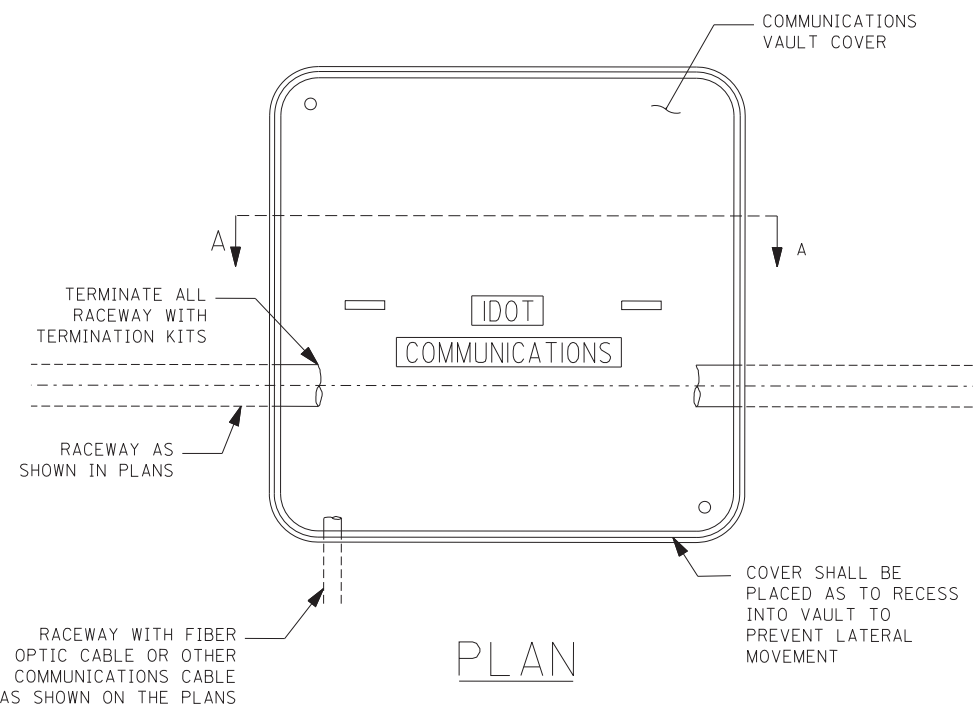 COMMUNICATIONS
VAULT COVER
A
A
TERMINATE ALL
RACEWAY WITH
TERMINATION KITS
IDOT
COMMUNICATIONS
RACEWAY AS
SHOWN IN PLANS
COVER SHALL BE
PLACED AS TO RECESS
INTO VAULT TO
PREVENT LATERAL
MOVEMENT
RACEWAY WITH FIBER
OPTIC CABLE OR OTHER
COMMUNICATIONS CABLE
AS SHOWN ON THE PLANS
PLAN